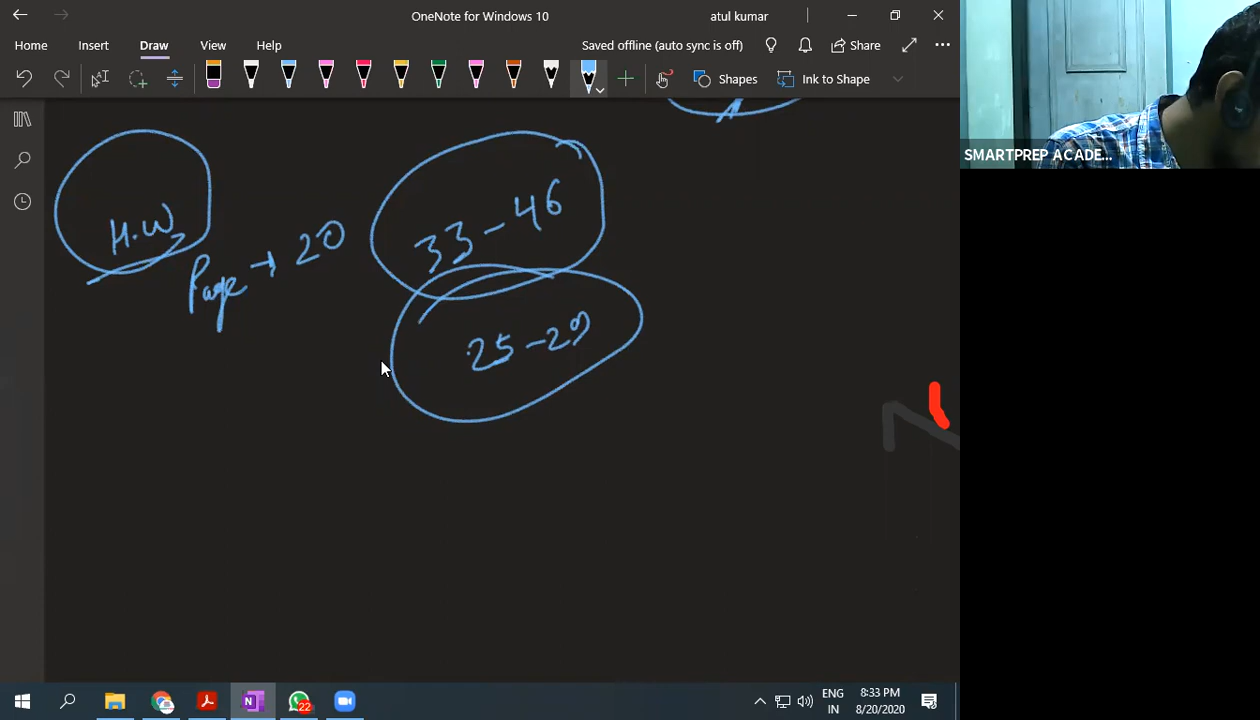 OneNote for Windows 10
atul kumar
Home Insert Draw View Help
Saved offline (auto sync is off)
Share
Shapes
Ink to Shape
SMARTPREP ACADE...
H.W
Page → 20
33 - 46
25 - 29
N
22
ENG
IN
8:33 PM
8/20/2020